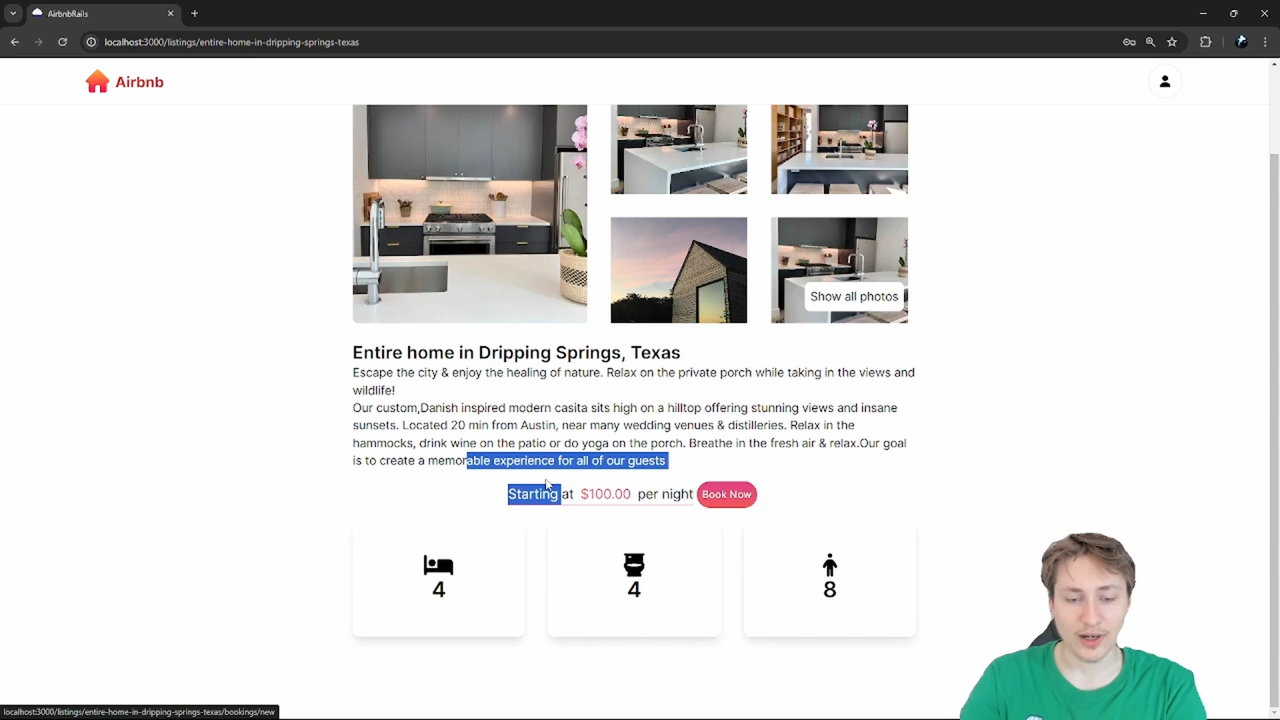 AirbnbRails
localhost:3000/listings/entire-home-in-dripping-springs-texas
Airbnb
Show all photos
Entire home in Dripping Springs, Texas
Escape the city & enjoy the healing of nature. Relax on the private porch while taking in the views and
wildlife!
Our custom,Danish inspired modern casita sits high on a hilltop offering stunning views and insane
sunsets. Located 20 min from Austin, near many wedding venues & distilleries. Relax in the
hammocks, drink wine on the patio or do yoga on the porch. Breathe in the fresh air & relax.Our goal
is to create a memorable experience for all of our guests
Starting at $100.00 per night Book Now
4 4 8
localhost:3000/listings/entire-home-in-dripping-springs-texas/bookings/new